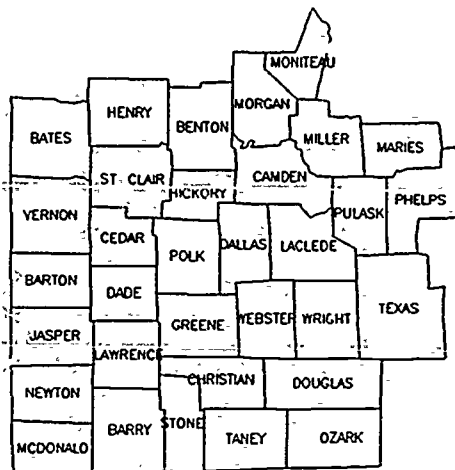 MONITEAU
MORGAN
HENRY
BENTON
MILLER
BATES
MARIES
ST. CLAIR
CAMDEN
HICKORY
PHELPS
VERNON
PULASK
CEDAR
DALLAS
LACLEDE
POLK
BARTON
DADE
TEXAS
JASPER
GREENE
WEBSTER
WRIGHT
LAWRENCE
CHRISTIAN
DOUGLAS
NEWTON
STONE
BARRY
TANEY
OZARK
MCDONALD